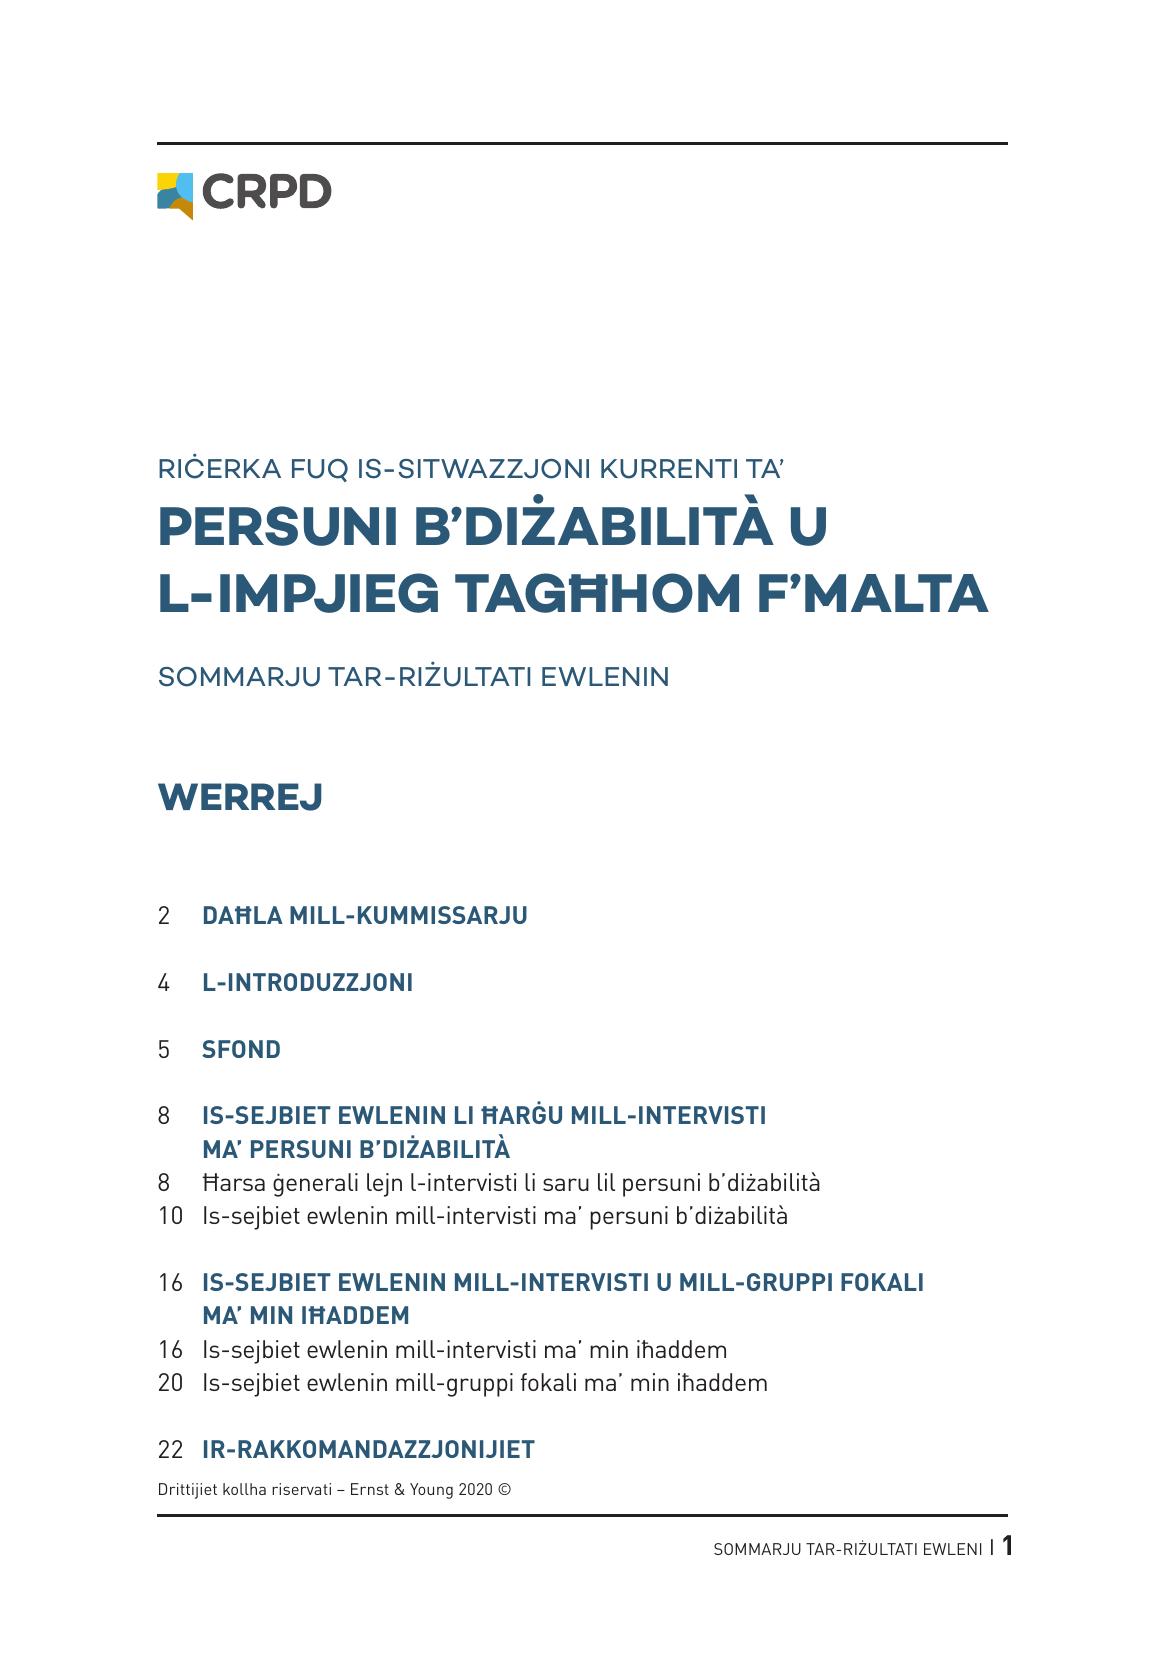 CRPD
RIĊERKA FUQ IS-SITWAZZJONI KURRENTI TA’
PERSUNI B’DIŻABILITÀ U
L-IMPJIEG TAGĦHOM F’MALTA
SOMMARJU TAR-RIŻULTATI EWLENIN
WERREJ
2 DAĦLA MILL-KUMMISSARJU
4 L-INTRODUZZJONI
5 SFOND
8 IS-SEJBIET EWLENIN LI ĦARĠU MILL-INTERVISTI
MA’ PERSUNI B’DIŻABILITÀ
8 Ħarsa ġenerali lejn l-intervisti li saru lil persuni b’diżabilità
10 Is-sejbiet ewlenin mill-intervisti ma’ persuni b’diżabilità
16 IS-SEJBIET EWLENIN MILL-INTERVISTI U MILL-GRUPPI FOKALI
MA’ MIN IĦADDEM
16 Is-sejbiet ewlenin mill-intervisti ma’ min iħaddem
20 Is-sejbiet ewlenin mill-gruppi fokali ma’ min iħaddem
22 IR-RAKKOMANDAZZJONIJIET
Drittijiet kollha riservati – Ernst & Young 2020 ©
SOMMARJU TAR-RIŻULTATI EWLENI | 1